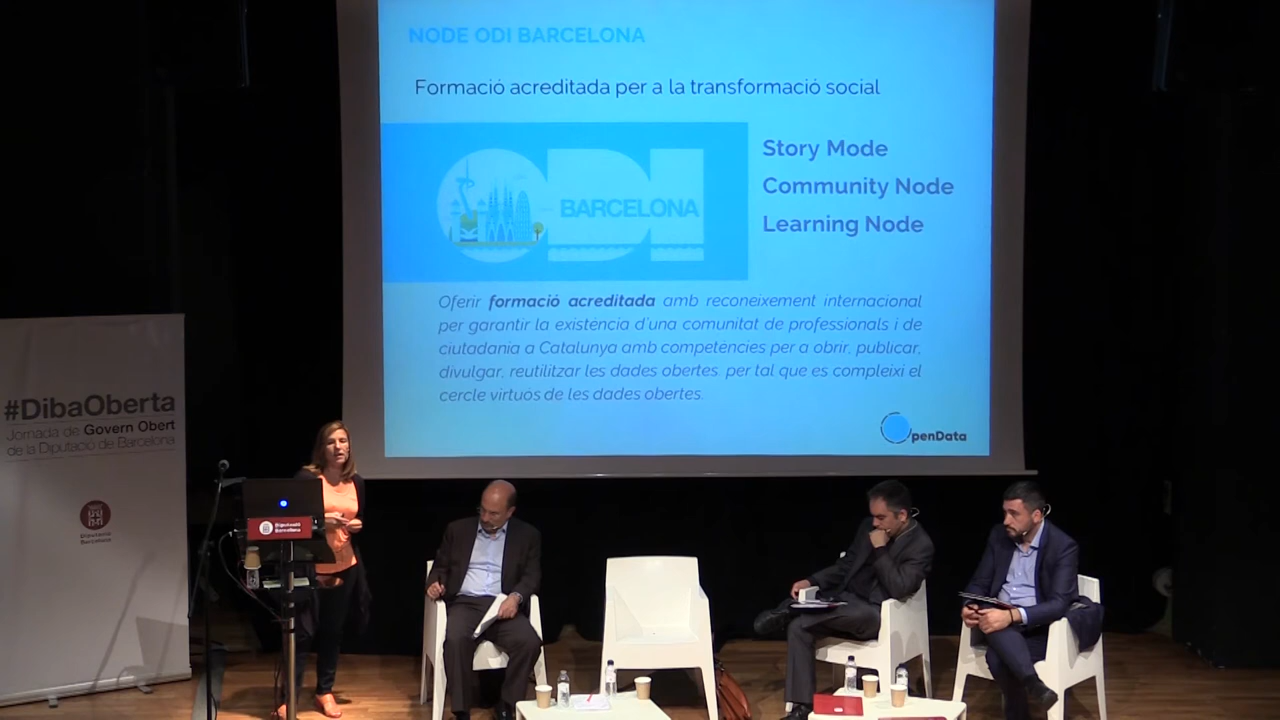 NODE ODI BARCELONA
Formació acreditada per a la transformació social
ODI
BARCELONA
Story Mode
Community Node
Learning Node
Oferir formació acreditada amb reconeixement internacional
per garantir la existència d'una comunitat de professionals i de
ciutadania a Catalunya amb competències per a obrir, publicar,
divulgar, reutilitzar les dades obertes, per tal que es compleixi el
cercle virtuós de les dades obertes.
OpenData
#DibaOberta
Jornada de Govern Obert
de la Diputació de Barcelona
Diputació
Barcelona
Diputació
Barcelona